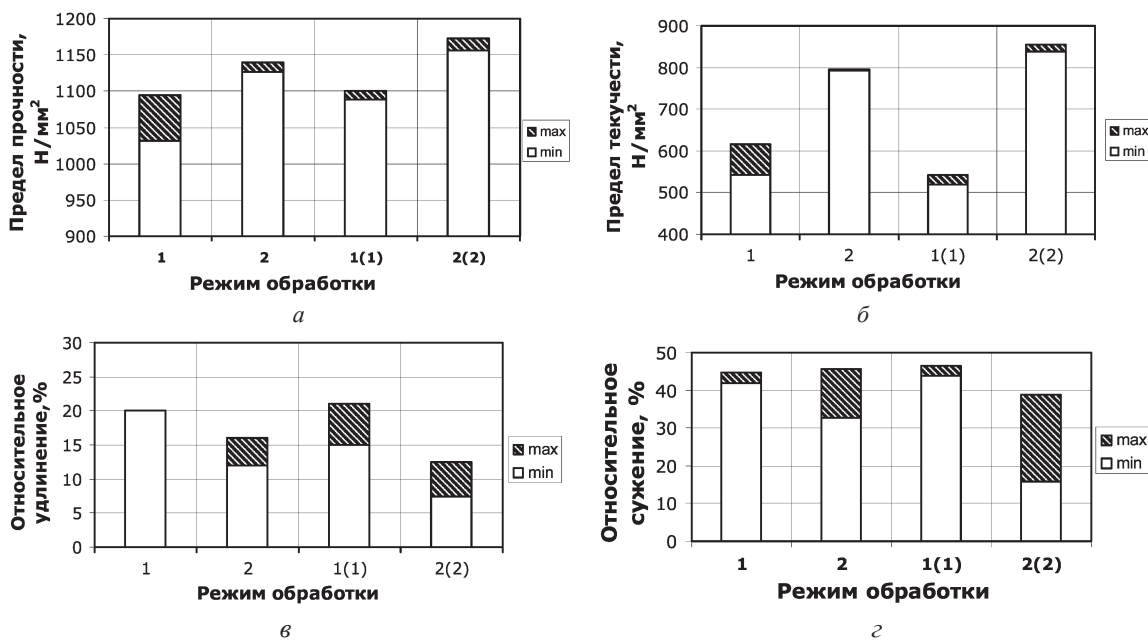 Предел прочности,
Н/мм²
1200
1150
1100
1050
1000
950
900
1 2 1(1) 2(2)
Режим обработки
max
min
а
Предел текучести,
Н/мм²
900
800
700
600
500
400
1 2 1(1) 2(2)
Режим обработки
max
min
б
Относительное
удлинение,%
30
25
20
15
10
5
0
1 2 1(1) 2(2)
Режим обработки
max
min
в
Относительное
сужение, %
50
40
30
20
10
0
1 2 1(1) 2(2)
Режим обработки
max
min
г